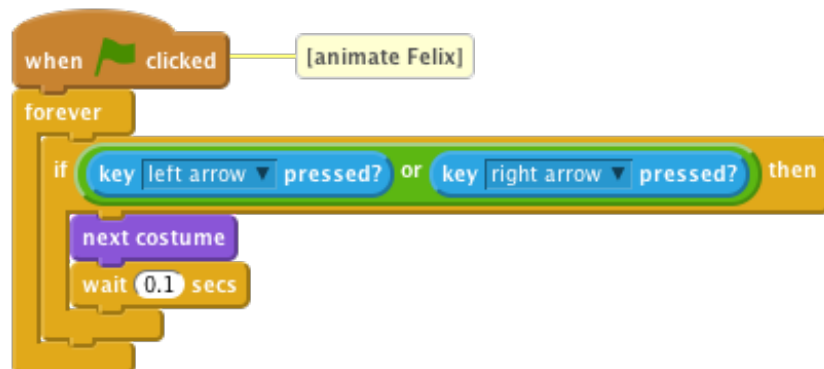 when clicked [animate Felix]
forever
if key left arrow pressed? or key right arrow pressed? then
next costume
wait 0.1 secs